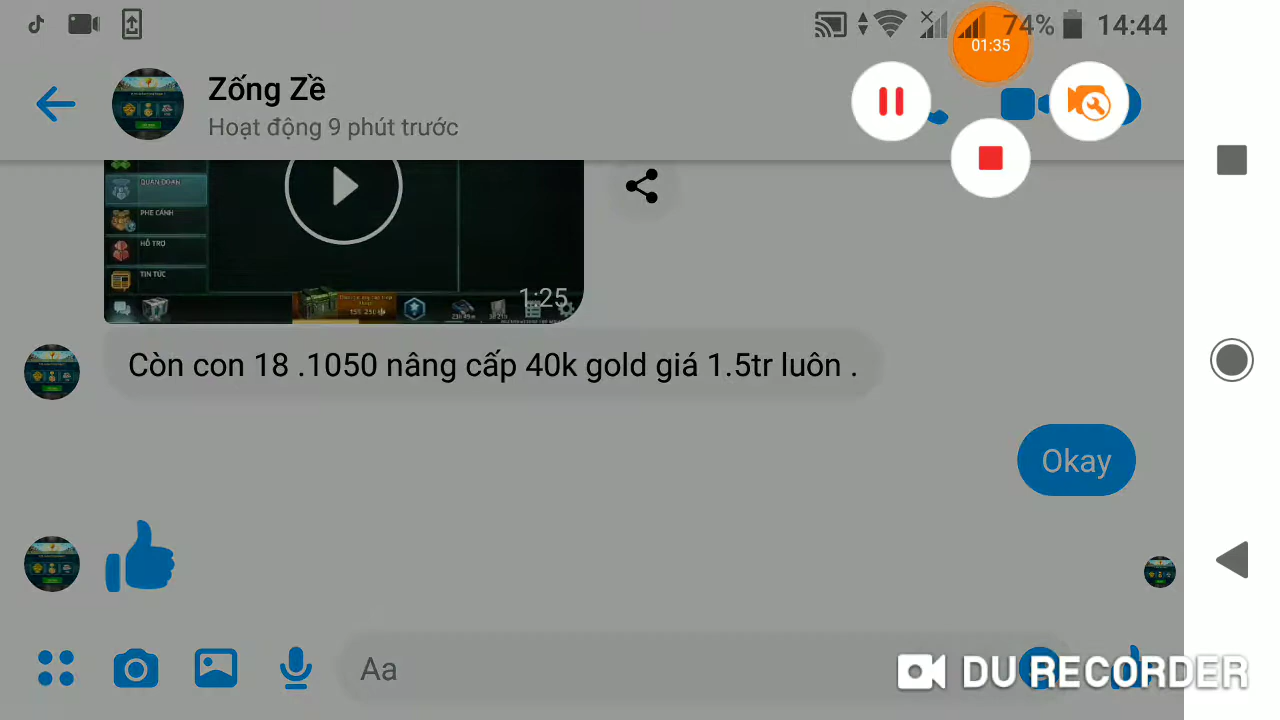 74% 14:44
01:35
Zống Zề
Hoạt động 9 phút trước
QUÂN ĐOÀN
PHE CÁNH
HỖ TRỢ
TIN TỨC
1:25
Còn con 18 .1050 nâng cấp 40k gold giá 1.5tr luôn .
Okay
Aa
DU RECORDER